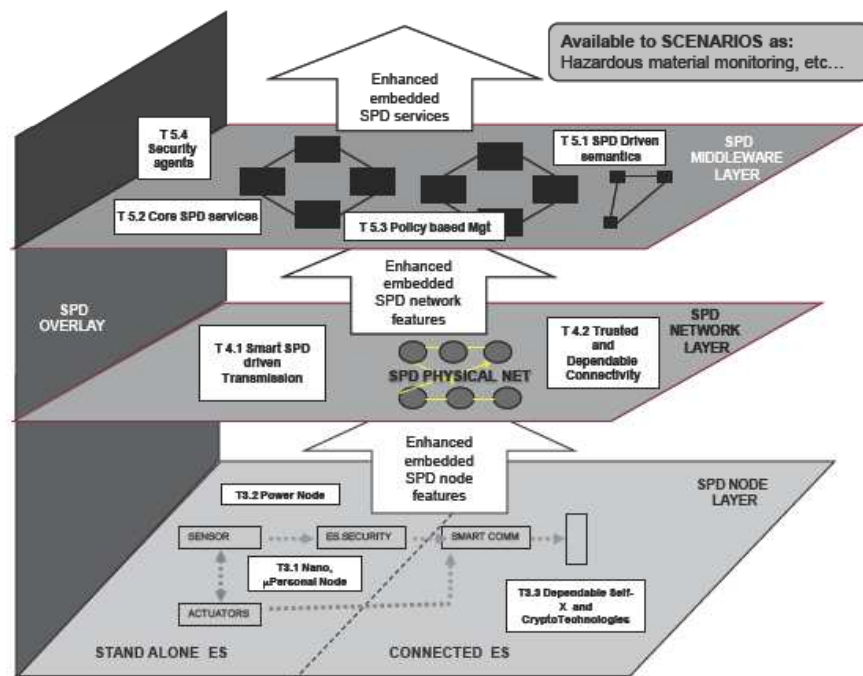 Available to SCENARIOS as:
Hazardous material monitoring, etc…
Enhanced
embedded
SPD services
T 5.4
Security
agents
T 5.1 SPD Driven
semantics
SPD
MIDDLEWARE
LAYER
T 5.2 Core SPD services
T 5.3 Policy based Mgt
Enhanced
embedded
SPD network
features
SPD
OVERLAY
SPD
NETWORK
LAYER
T 4.1 Smart SPD
driven
Transmission
T 4.2 Trusted
and
Dependable
Connectivity
SPD PHYSICAL NET
Enhanced
embedded
SPD node
features
SPD NODE
LAYER
T3.2 Power Node
SENSOR
ES.SECURITY
SMART COMM
T3.1 Nano,
μPersonal Node
T3.3 Dependable Self-
X and
CryptoTechnologies
ACTUATORS
STAND ALONE ES
CONNECTED ES